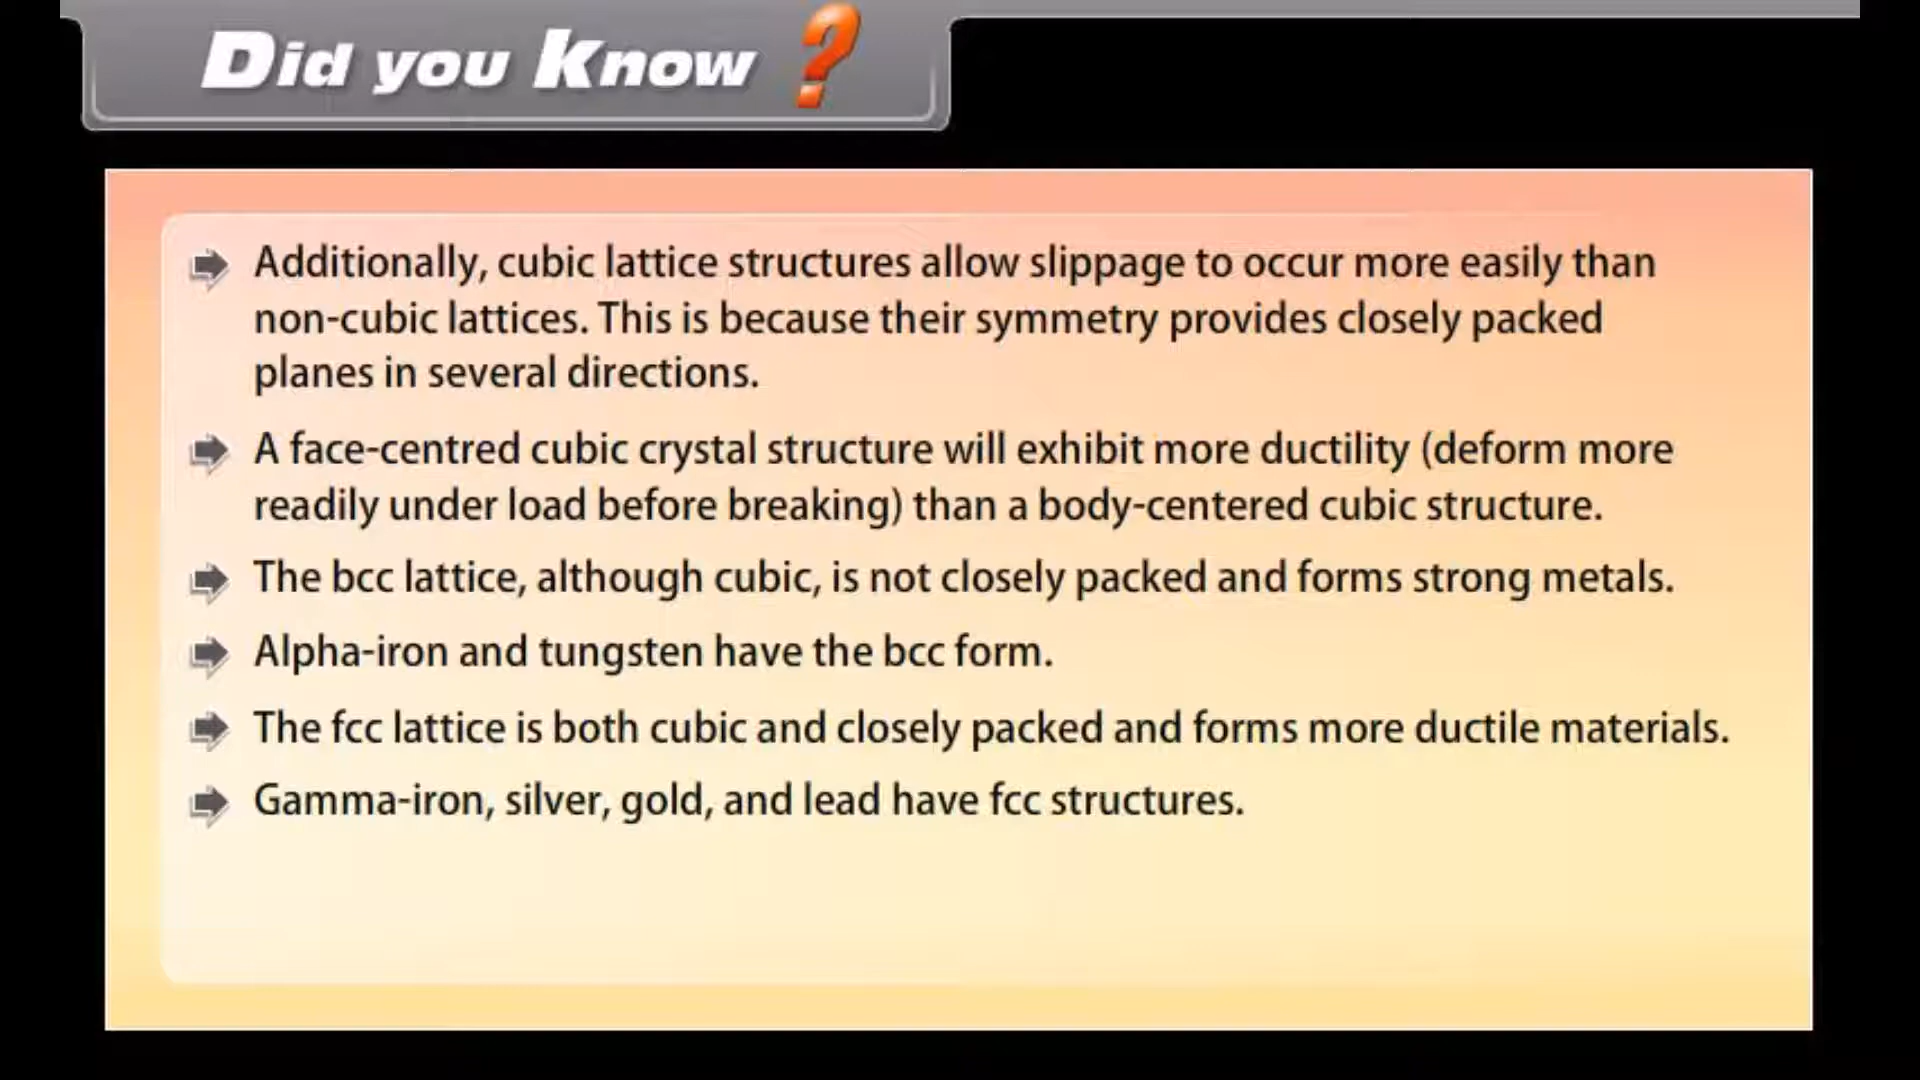 Did you Know ?
Additionally, cubic lattice structures allow slippage to occur more easily than
non-cubic lattices. This is because their symmetry provides closely packed
planes in several directions.
A face-centred cubic crystal structure will exhibit more ductility (deform more
readily under load before breaking) than a body-centered cubic structure.
The bcc lattice, although cubic, is not closely packed and forms strong metals.
Alpha-iron and tungsten have the bcc form.
The fcc lattice is both cubic and closely packed and forms more ductile materials.
Gamma-iron, silver, gold, and lead have fcc structures.